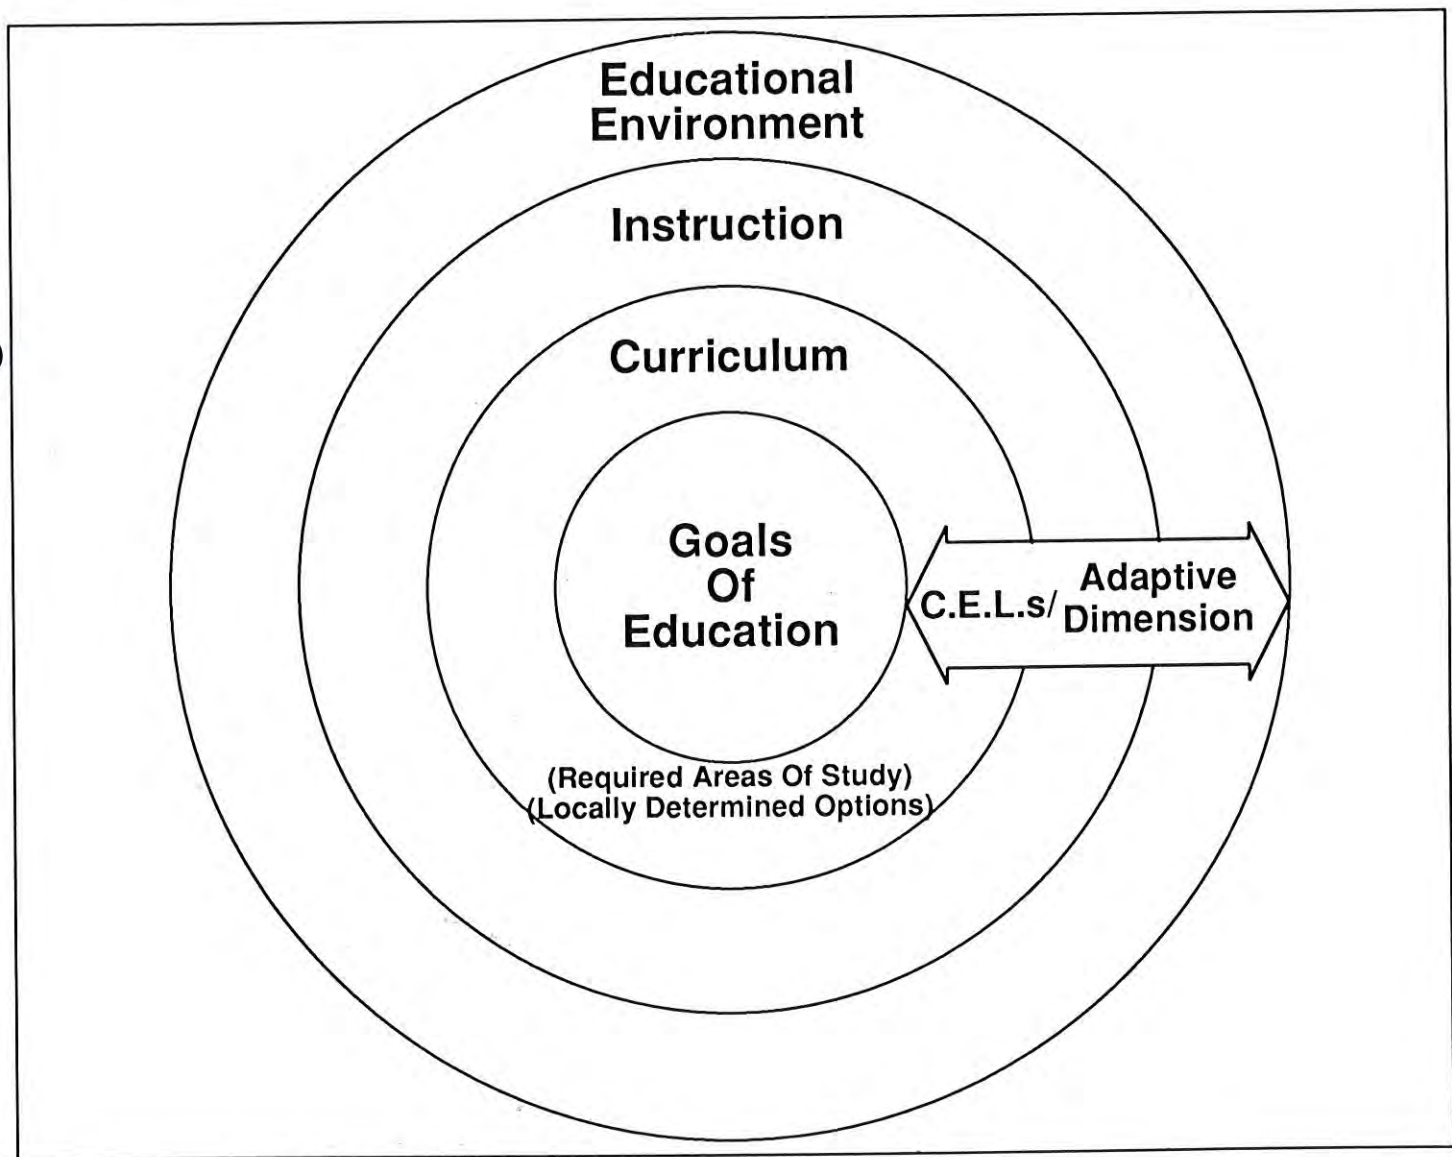 Educational
Environment
Instruction
Curriculum
Goals
Of
Education
C.E.L.s/
Adaptive
Dimension
(Required Areas Of Study)
(Locally Determined Options)